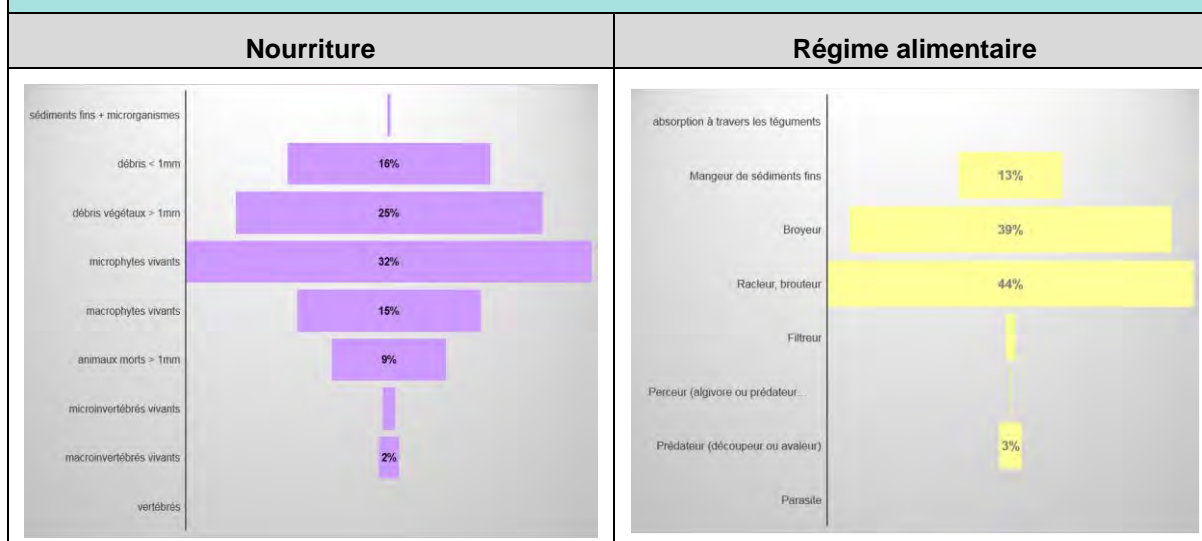 Nourriture
Régime alimentaire
sédiments fins + microrganismes
débris < 1mm
16%
débris végétaux > 1mm
25%
microphytes vivants
32%
macrophytes vivants
15%
animaux morts > 1mm
9%
microinvertébrés vivants
macroinvertébrés vivants
2%
vertébrés
absorption à travers les téguments
Mangeur de sédiments fins
13%
Broyeur
39%
Racleur, brouteur
44%
Filtreur
Perceur (algivore ou prédateur...
Prédateur (découpeur ou avaleur)
3%
Parasite